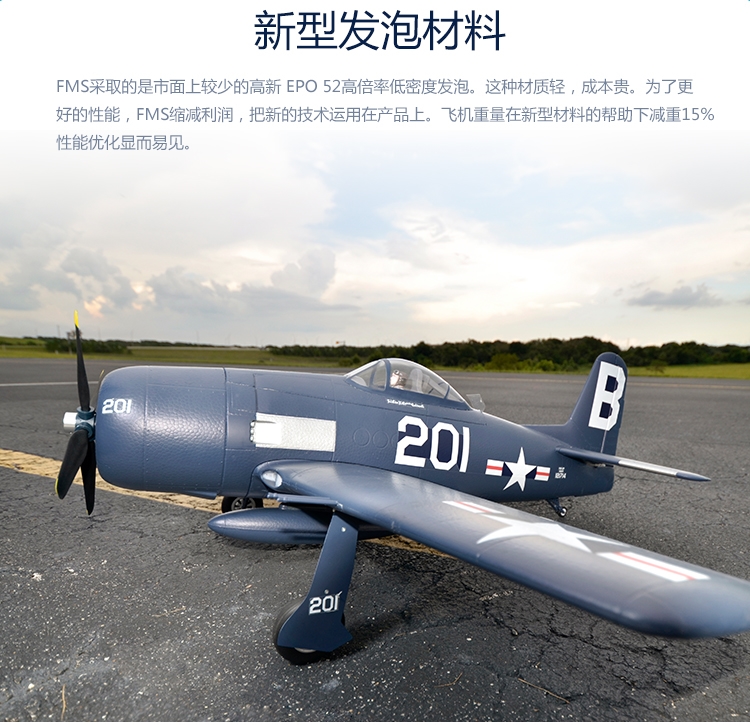 新型发泡材料
FMS采取的是市面上较少的高新 EPO 52高倍率低密度发泡。这种材质轻，成本贵。为了更
好的性能，FMS缩减利润，把新的技术运用在产品上。飞机重量在新型材料的帮助下减重15%
性能优化显而易见。
B
201
201
201